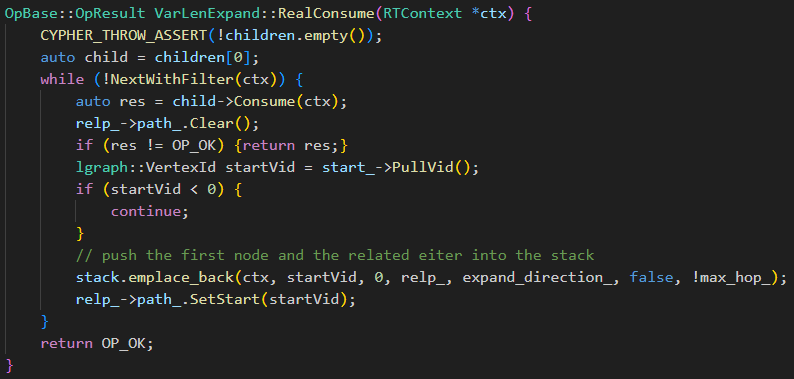 OpBase::OpResult VarLenExpand::RealConsume(RTContext *ctx) {
    CYPHER_THROW_ASSERT(!children.empty());
    auto child = children[0];
    while (!NextWithFilter(ctx)) {
        auto res = child->Consume(ctx);
        relp_->path_.Clear();
        if (res != OP_OK) {return res;}
        lgraph::VertexId startVid = start_->PullVid();
        if (startVid < 0) {
            continue;
        }
        // push the first node and the related eiter into the stack
        stack.emplace_back(ctx, startVid, 0, relp_, expand_direction_, false, !max_hop_);
        relp_->path_.SetStart(startVid);
    }
    return OP_OK;
}